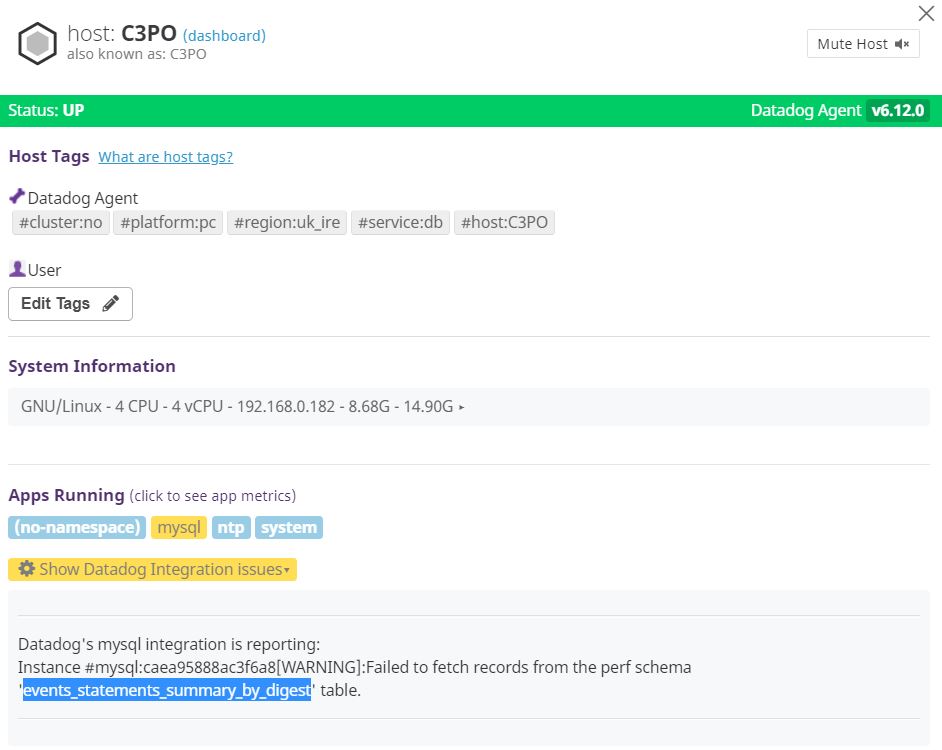 host: C3PO (dashboard)
also known as: C3PO
Mute Host
Status: UP
Datadog Agent v6.12.0
Host Tags What are host tags?
Datadog Agent
#cluster:no #platform:pc #region:uk_ire #service:db #host:C3PO
User
Edit Tags
System Information
GNU/Linux - 4 CPU - 4 vCPU - 192.168.0.182 - 8.68G - 14.90G ▸
Apps Running (click to see app metrics)
(no-namespace) mysql ntp system
Show Datadog Integration issues▾
Datadog's mysql integration is reporting:
Instance #mysql:caea95888ac3f6a8[WARNING]:Failed to fetch records from the perf schema
'events_statements_summary_by_digest' table.